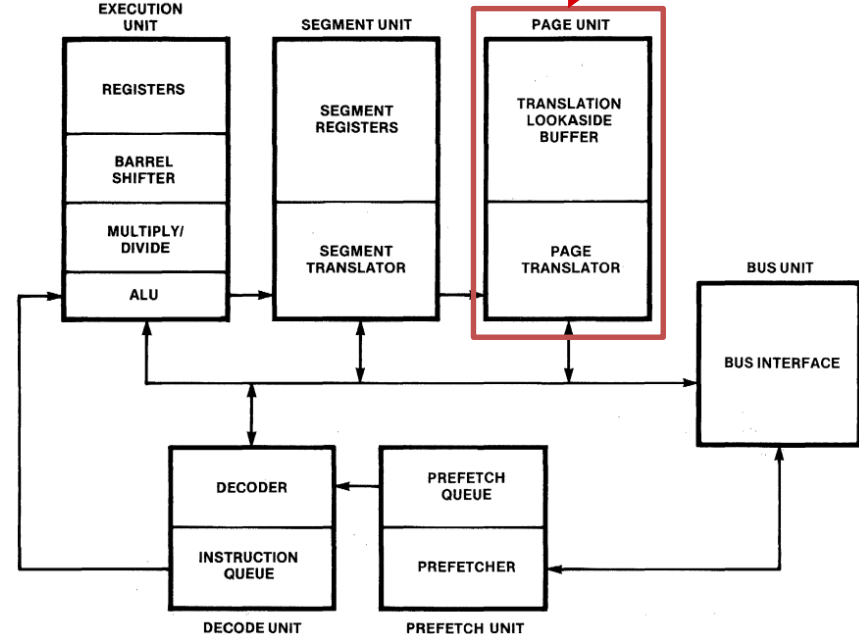 EXECUTION
UNIT
SEGMENT UNIT
PAGE UNIT
REGISTERS
BARREL
SHIFTER
MULTIPLY/
DIVIDE
ALU
SEGMENT
REGISTERS
SEGMENT
TRANSLATOR
TRANSLATION
LOOKASIDE
BUFFER
PAGE
TRANSLATOR
BUS UNIT
BUS INTERFACE
DECODER
INSTRUCTION
QUEUE
DECODE UNIT
PREFETCH
QUEUE
PREFETCHER
PREFETCH UNIT